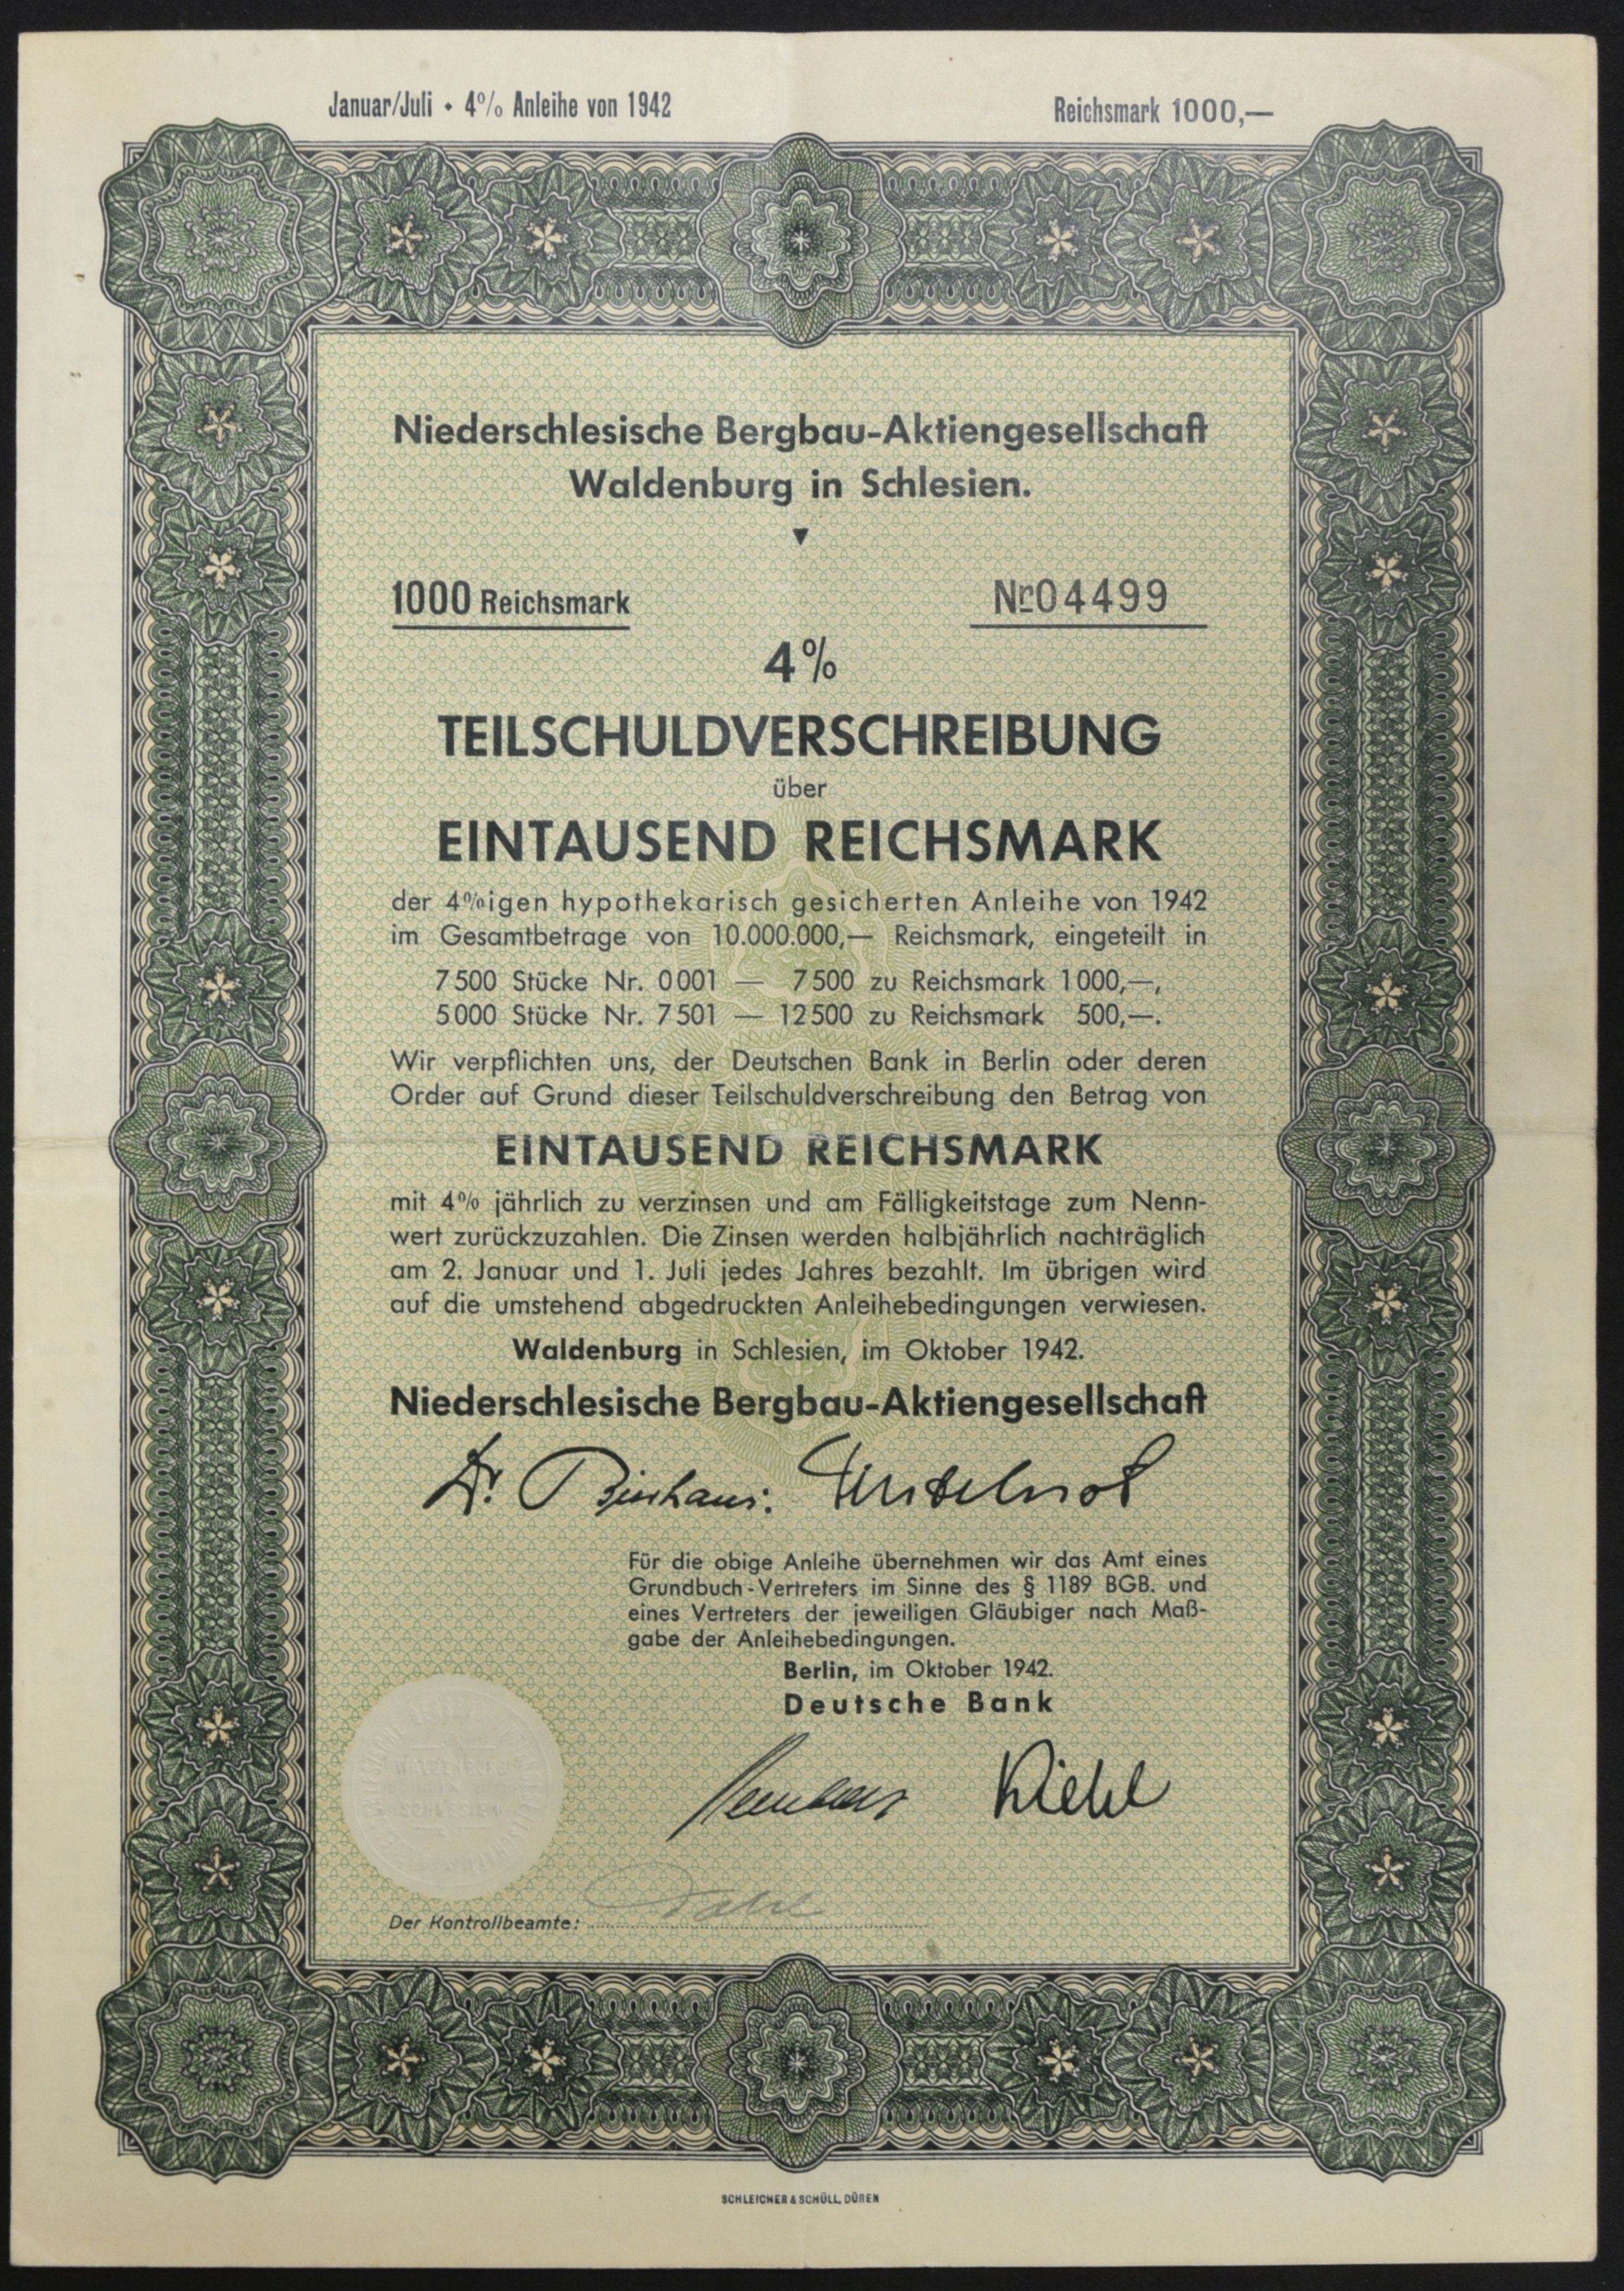 Januar/Juli • 4% Anleihe von 1942
Reichsmark 1000,—
Niederschlesische Bergbau-Aktiengesellschaft
Waldenburg in Schlesien.
1000 Reichsmark
Nr 04499
4%
TEILSCHULDVERSCHREIBUNG
über
EINTAUSEND REICHSMARK
der 4%igen hypothekarisch gesicherten Anleihe von 1942
im Gesamtbetrage von 10.000.000,— Reichsmark, eingeteilt in
7500 Stücke Nr. 0001 — 7500 zu Reichsmark 1000,—,
5000 Stücke Nr. 7501 — 12500 zu Reichsmark 500,—.
Wir verpflichten uns, der Deutschen Bank in Berlin oder deren
Order auf Grund dieser Teilschuldverschreibung den Betrag von
EINTAUSEND REICHSMARK
mit 4% jährlich zu verzinsen und am Fälligkeitstage zum Nenn-
wert zurückzuzahlen. Die Zinsen werden halbjährlich nachträglich
am 2. Januar und 1. Juli jedes Jahres bezahlt. Im übrigen wird
auf die umstehend abgedruckten Anleihebedingungen verwiesen.
Waldenburg in Schlesien, im Oktober 1942.
Niederschlesische Bergbau-Aktiengesellschaft
Dr.
Für die obige Anleihe übernehmen wir das Amt eines
Grundbuch-Vertreters im Sinne des § 1189 BGB. und
eines Vertreters der jeweiligen Gläubiger nach Maß-
gabe der Anleihebedingungen.
Berlin, im Oktober 1942.
Deutsche Bank
SCHLESIEN
Der Kontrollbeamte:
SCHLEICHER & SCHÜLL, DÜREN